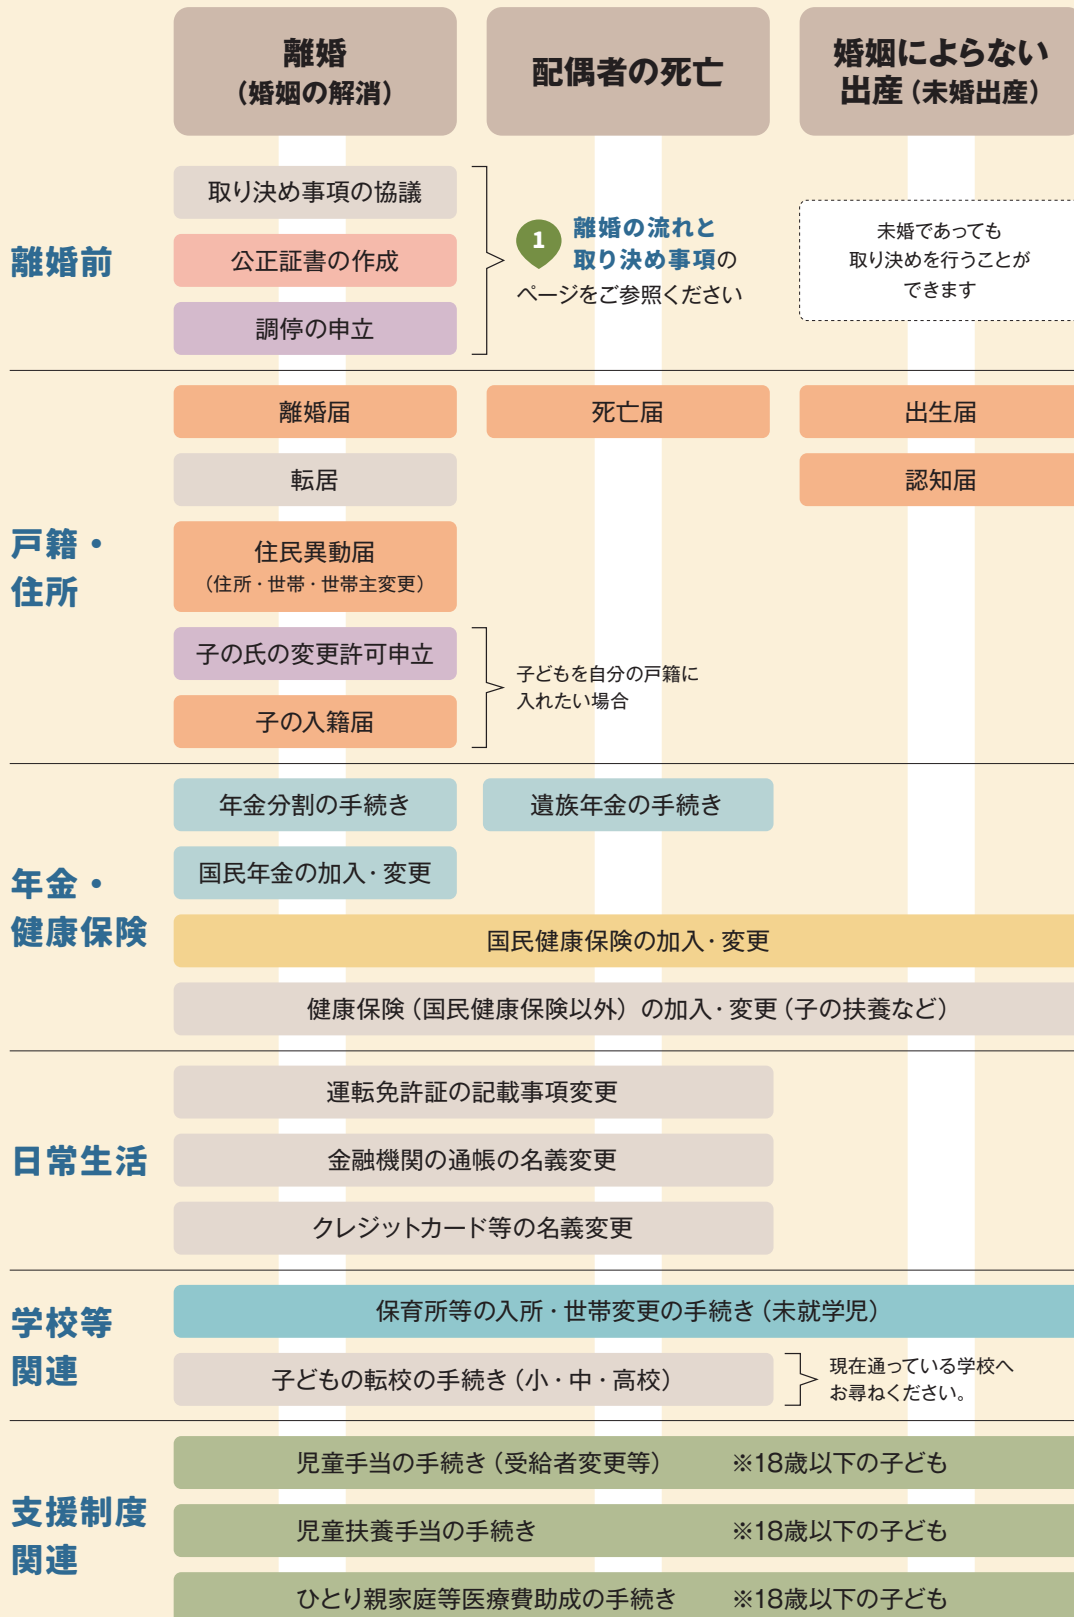 離婚
(婚姻の解消)
配偶者の死亡
婚姻によらない
出産(未婚出産)
離婚前
取り決め事項の協議
公正証書の作成
調停の申立
1
離婚の流れと
取り決め事項の
ページをご参照ください
未婚であっても
取り決めを行うことが
できます
戸籍・
住所
離婚届
死亡届
出生届
転居
認知届
住民異動届
(住所・世帯・世帯主変更)
子の氏の変更許可申立
子の入籍届
子どもを自分の戸籍に
入れたい場合
年金・
健康保険
年金分割の手続き
遺族年金の手続き
国民年金の加入・変更
国民健康保険の加入・変更
健康保険(国民健康保険以外)の加入・変更(子の扶養など)
日常生活
運転免許証の記載事項変更
金融機関の通帳の名義変更
クレジットカード等の名義変更
学校等
関連
保育所等の入所・世帯変更の手続き(未就学児)
子どもの転校の手続き(小・中・高校)
現在通っている学校へ
お尋ねください。
支援制度
関連
児童手当の手続き(受給者変更等) ※18歳以下の子ども
児童扶養手当の手続き ※18歳以下の子ども
ひとり親家庭等医療費助成の手続き ※18歳以下の子ども